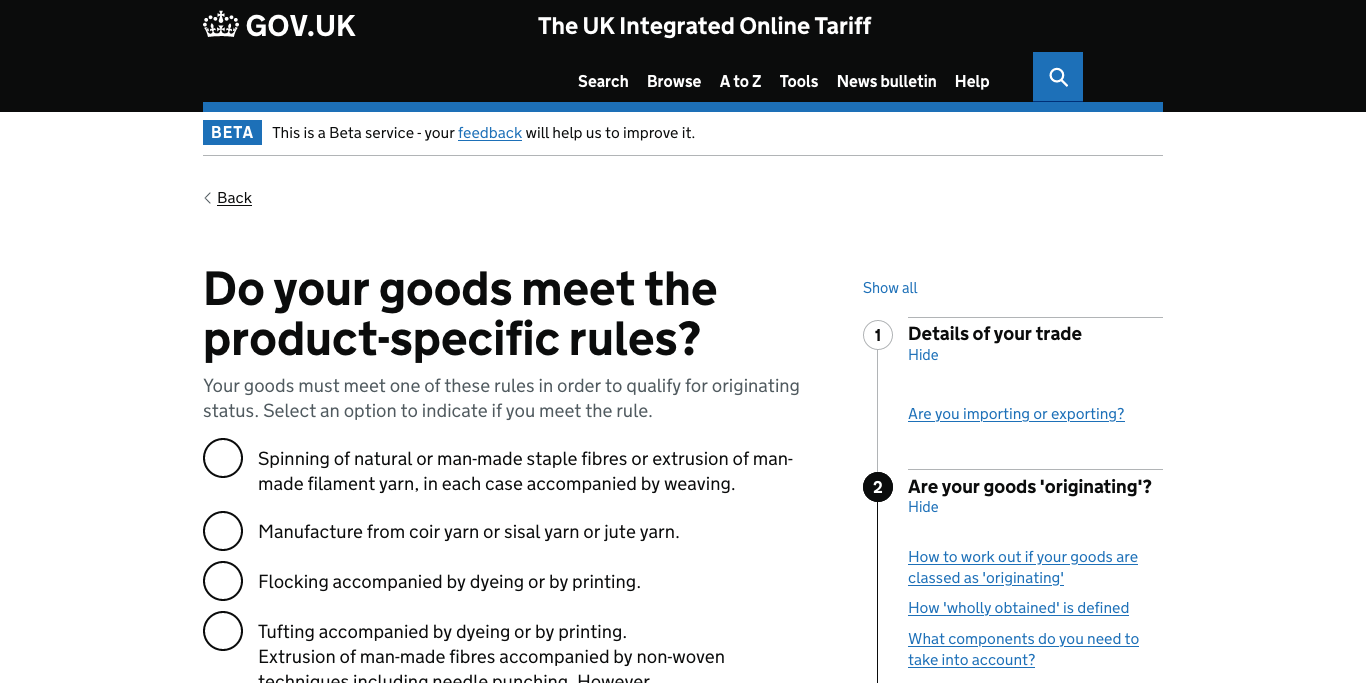 GOV.UK
The UK Integrated Online Tariff
Search Browse A to Z Tools News bulletin Help
BETA This is a Beta service - your feedback will help us to improve it.
Back
Do your goods meet the
product-specific rules?
Your goods must meet one of these rules in order to qualify for originating
status. Select an option to indicate if you meet the rule.
Spinning of natural or man-made staple fibres or extrusion of man-
made filament yarn, in each case accompanied by weaving.
Manufacture from coir yarn or sisal yarn or jute yarn.
Flocking accompanied by dyeing or by printing.
Tufting accompanied by dyeing or by printing.
Extrusion of man-made fibres accompanied by non-woven
techniques including needle punching. However,
Show all
1 Details of your trade
Hide
Are you importing or exporting?
2 Are your goods 'originating'?
Hide
How to work out if your goods are
classed as 'originating'
How 'wholly obtained' is defined
What components do you need to
take into account?